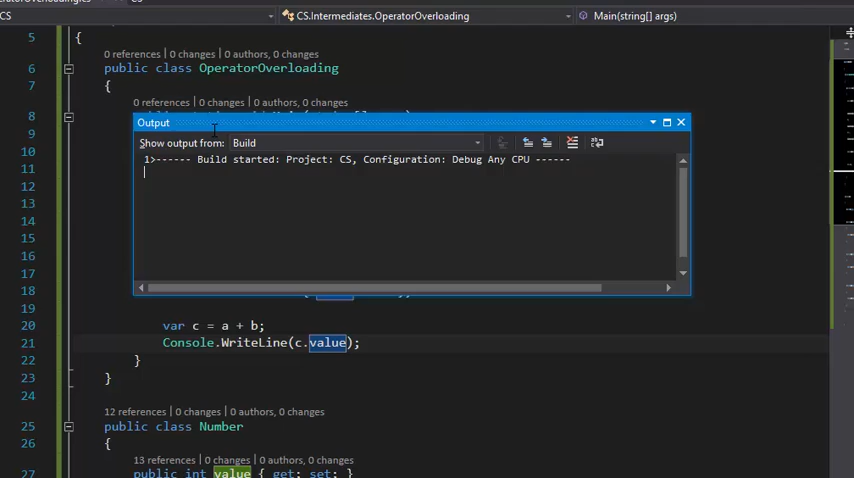 CS
CS.Intermediates.OperatorOverloading
Main(string[] args)
5 {
0 references | 0 changes | 0 authors, 0 changes
6 public class OperatorOverloading
7 {
0 references | 0 changes | 0 authors, 0 changes
8
Output
9
Show output from: Build
10
1>------ Build started: Project: CS, Configuration: Debug Any CPU ------
11
12
13
14
15
16
17
18
19
20 var c = a + b;
21 Console.WriteLine(c.value);
22 }
23 }
24
12 references | 0 changes | 0 authors, 0 changes
25 public class Number
26 {
13 references | 0 changes | 0 authors, 0 changes
27 public int value { get; set; }